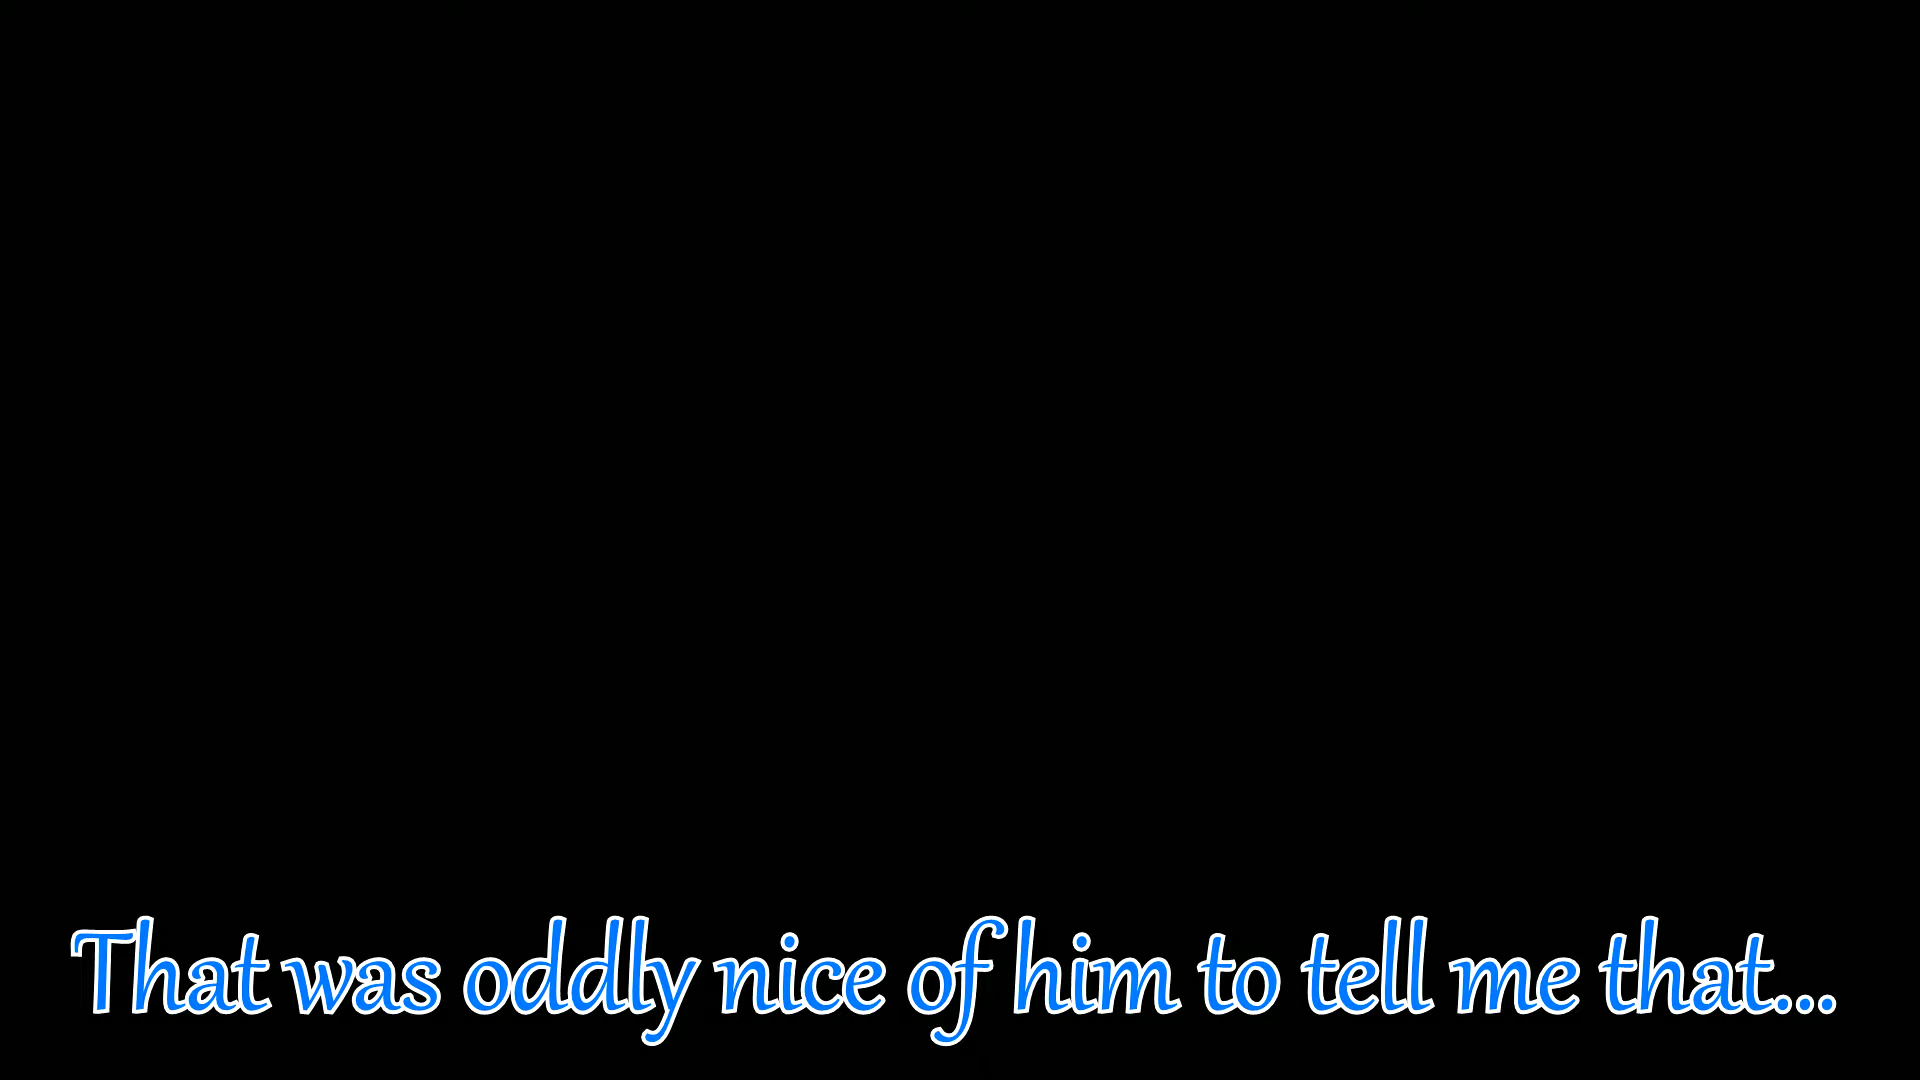 That was oddly nice of him to tell me that...